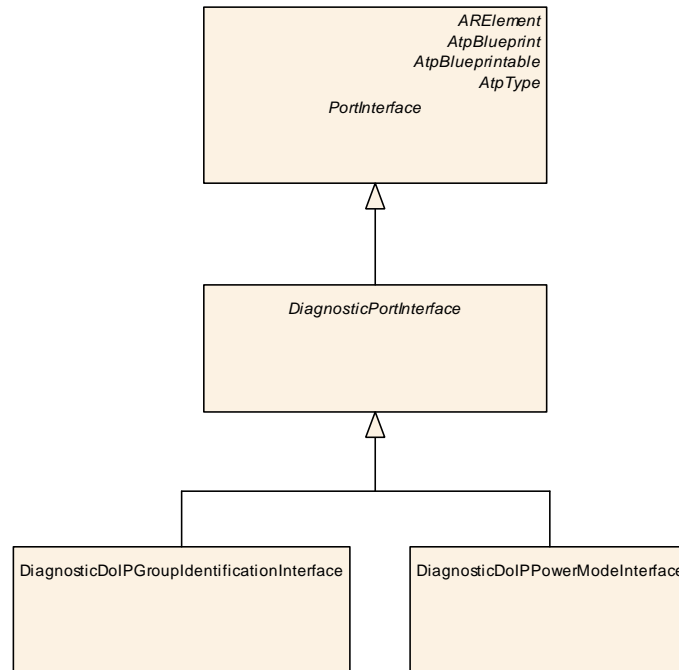 ARElement
AtpBlueprint
AtpBlueprintable
AtpType
PortInterface
DiagnosticPortInterface
DiagnosticDoIPGroupIdentificationInterface
DiagnosticDoIPPowerModeInterface